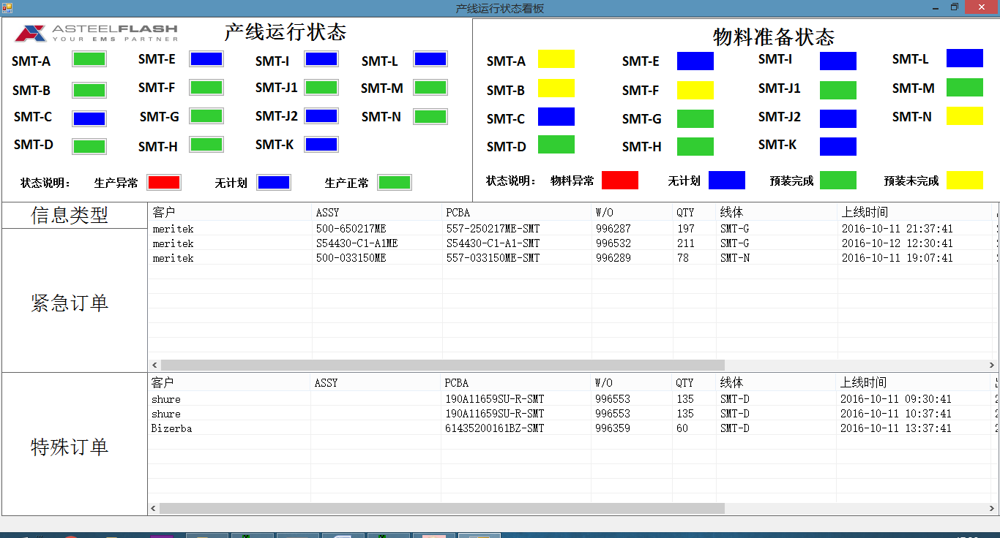 产线运行状态看板
ASTEELFLASH
YOUR EMS PARTNER
产线运行状态
SMT-A SMT-E SMT-I SMT-L
SMT-B SMT-F SMT-J1 SMT-M
SMT-C SMT-G SMT-J2 SMT-N
SMT-D SMT-H SMT-K
状态说明： 生产异常 无计划 生产正常
物料准备状态
SMT-A SMT-E SMT-I SMT-L
SMT-B SMT-F SMT-J1 SMT-M
SMT-C SMT-G SMT-J2 SMT-N
SMT-D SMT-H SMT-K
状态说明： 物料异常 无计划 预装完成 预装未完成
信息类型
客户 ASSY PCBA W/O QTY 线体 上线时间
紧急订单
meritek 500-650217ME 557-250217ME-SMT 996287 197 SMT-G 2016-10-11 21:37:41
meritek S54430-C1-A1ME S54430-C1-A1-SMT 996532 211 SMT-G 2016-10-12 12:30:41
meritek 500-033150ME 557-033150ME-SMT 996289 78 SMT-N 2016-10-11 19:07:41
特殊订单
客户 ASSY PCBA W/O QTY 线体 上线时间
shure 190A11659SU-R-SMT 996553 135 SMT-D 2016-10-11 09:30:41
shure 190A11659SU-R-SMT 996553 135 SMT-D 2016-10-11 10:37:41
Bizerba 61435200161BZ-SMT 996359 60 SMT-D 2016-10-11 13:37:41